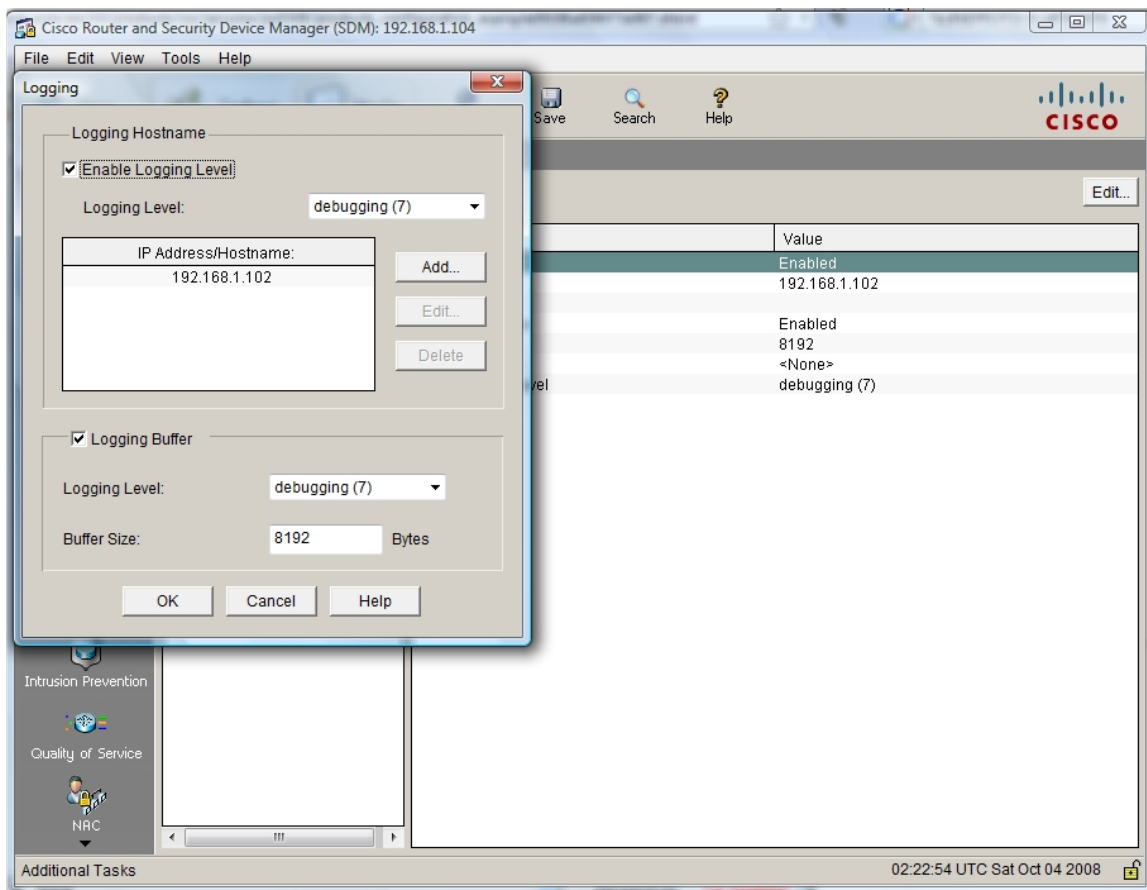 Cisco Router and Security Device Manager (SDM): 192.168.1.104
File Edit View Tools Help
Logging
Save Search Help
CISCO
Logging Hostname
Enable Logging Level
Logging Level: debugging (7)
IP Address/Hostname:
192.168.1.102
Add...
Edit...
Delete
Logging Buffer
Logging Level: debugging (7)
Buffer Size: 8192 Bytes
OK Cancel Help
Edit...
Value
Enabled
192.168.1.102
Enabled
8192
<None>
debugging (7)
Intrusion Prevention
Quality of Service
NAC
Additional Tasks
02:22:54 UTC Sat Oct 04 2008